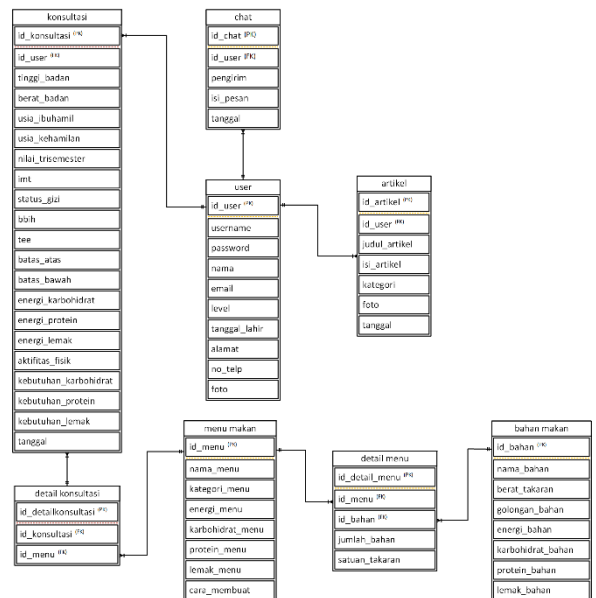 konsultasi
id_konsultasi (PK)
id_user (FK)
tinggi_badan
berat_badan
usia_ibuhamil
usia_kehamilan
nilai_trisemester
imt
status_gizi
bbih
tee
batas_atas
batas_bawah
energi_karbohidrat
energi_protein
energi_lemak
aktifitas_fisik
kebutuhan_karbohidrat
kebutuhan_protein
kebutuhan_lemak
tanggal
chat
id_chat (PK)
id_user (FK)
pengirim
isi_pesan
tanggal
user
id_user (PK)
username
password
nama
email
level
tanggal_lahir
alamat
no_telp
foto
artikel
id_artikel (PK)
id_user (FK)
judul_artikel
isi_artikel
kategori
foto
tanggal
detail konsultasi
id_detailkonsultasi (PK)
id_konsultasi (FK)
id_menu (FK)
menu makan
id_menu (PK)
nama_menu
kategori_menu
energi_menu
karbohidrat_menu
protein_menu
lemak_menu
cara_membuat
detail menu
id_detail_menu (PK)
id_menu (FK)
id_bahan (FK)
jumlah_bahan
satuan_takaran
bahan makan
id_bahan (PK)
nama_bahan
berat_takaran
golongan_bahan
energi_bahan
karbohidrat_bahan
protein_bahan
lemak_bahan